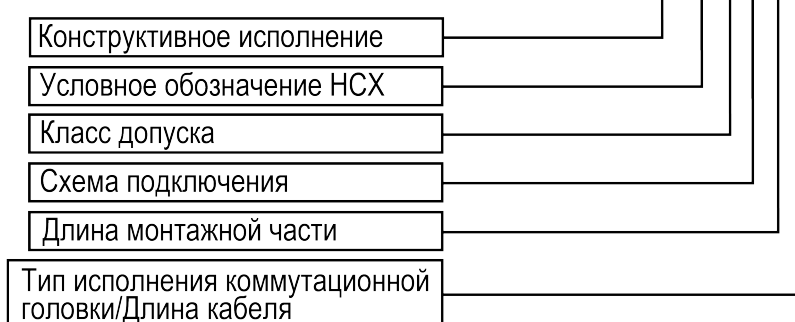 Конструктивное исполнение
Условное обозначение НСХ
Класс допуска
Схема подключения
Длина монтажной части
Тип исполнения коммутационной
головки/Длина кабеля